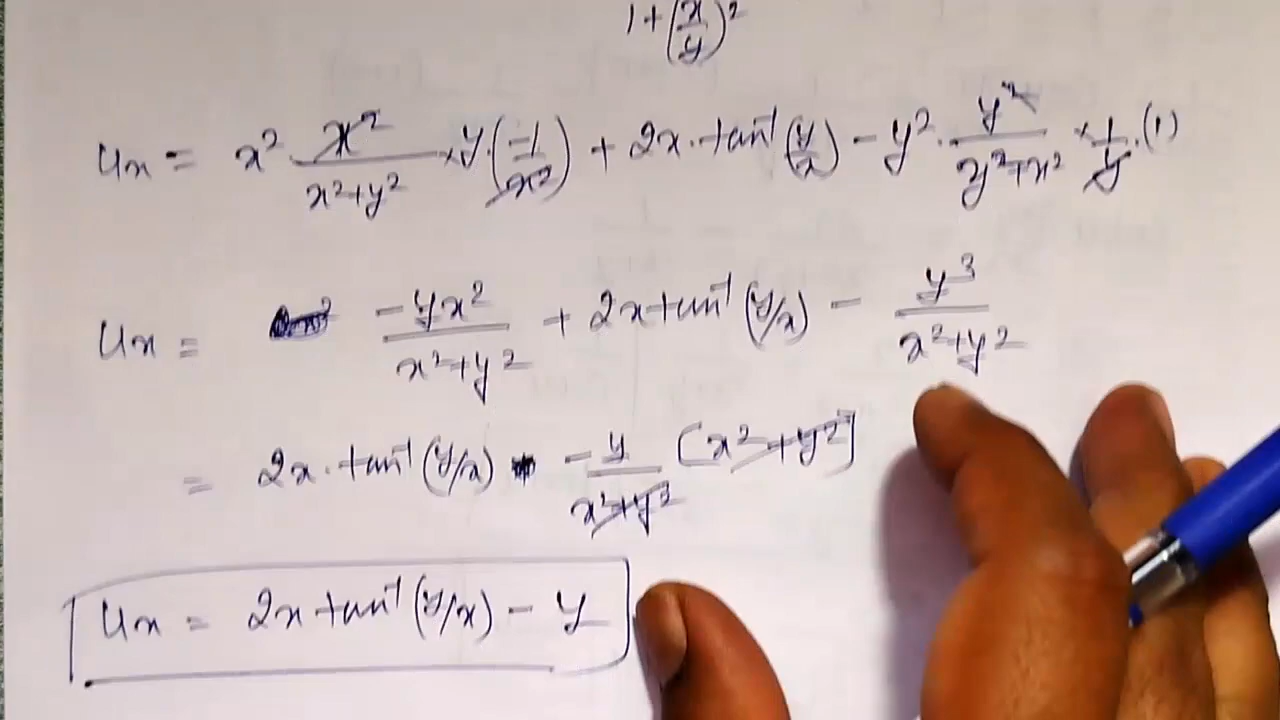 1+(x/y)²
ux = x² x²/(x²+y²) × y·(-1/x²) + 2x·tan⁻¹(y/x) - y²·y²/(y²+x²) × 1/y·(1)
ux = -yx²/(x²+y²) + 2x tan⁻¹(y/x) - y³/(x²+y²)
= 2x·tan⁻¹(y/x) - y/(x²+y²) [x²+y²]
ux = 2x tan⁻¹(y/x) - y